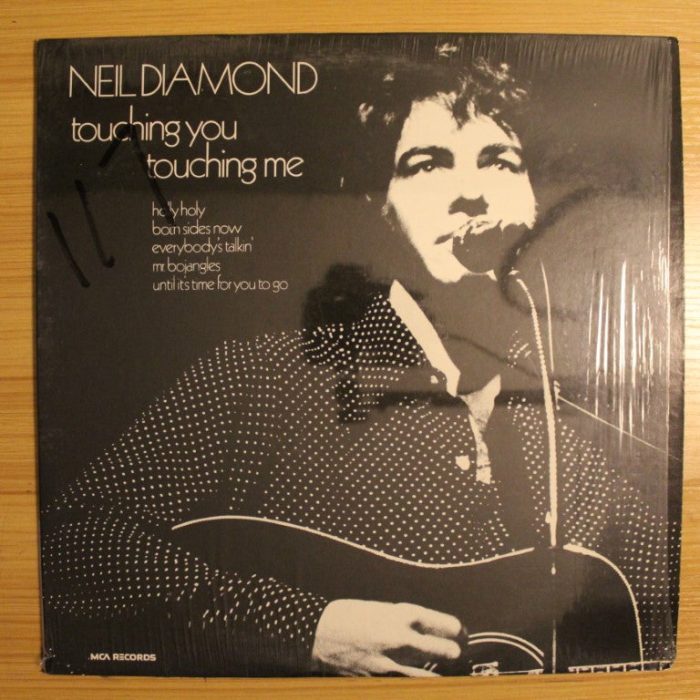 NEIL DIAMOND
touching you
touching me
holly holy
both sides now
everybody's talkin'
mr. bojangles
until it's time for you to go
MCA RECORDS